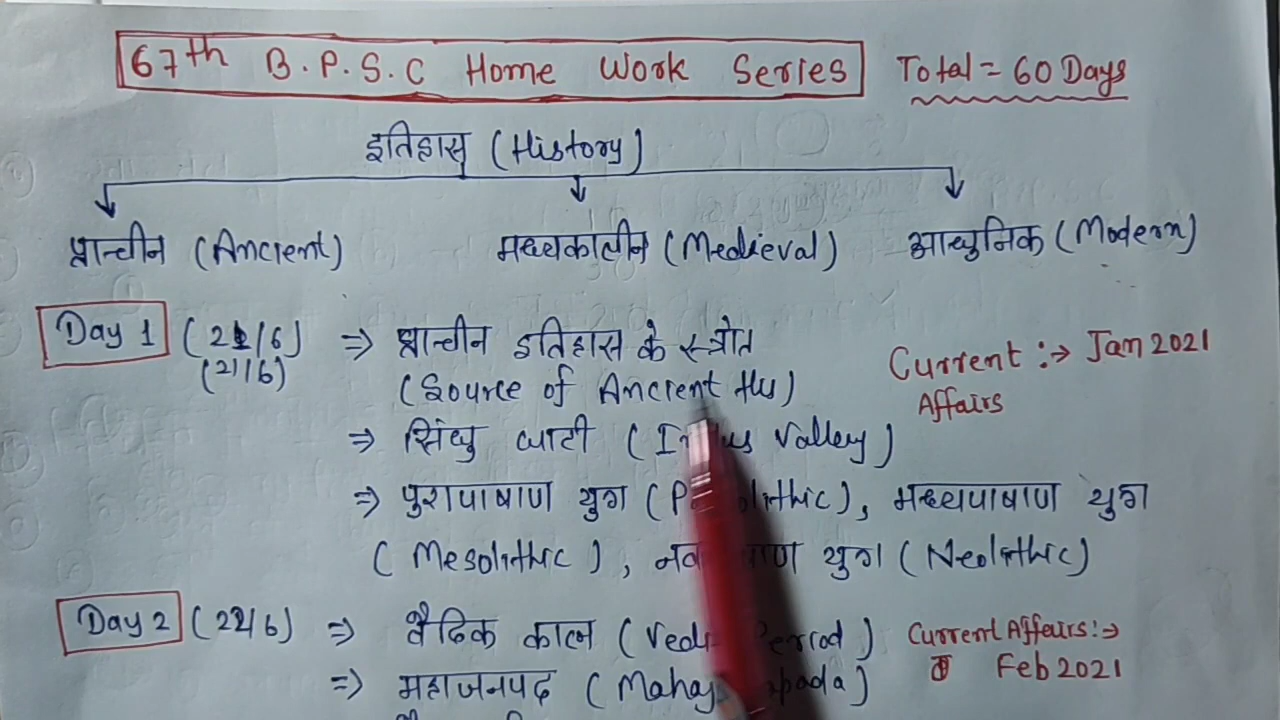 67th B.P.S.C Home Work Series Total = 60 Days
इतिहास (History)
प्राचीन (Ancient) मध्यकालीन (Medieval) आधुनिक (Modern)
Day 1 (21/6) ⇒ प्राचीन इतिहास के स्त्रोत
(21/6) (Source of Ancient His)
Current :→ Jan 2021
Affairs
⇒ सिंधु घाटी ( Valley)
⇒ पुरापाषाण युग ( ), मध्यपाषाण युग
(Mesolithic), युग (Neolithic)
Day 2 (22/6) ⇒ वैदिक काल ( Period) Current Affairs :→
⇒ महाजनपद ( ) Feb 2021